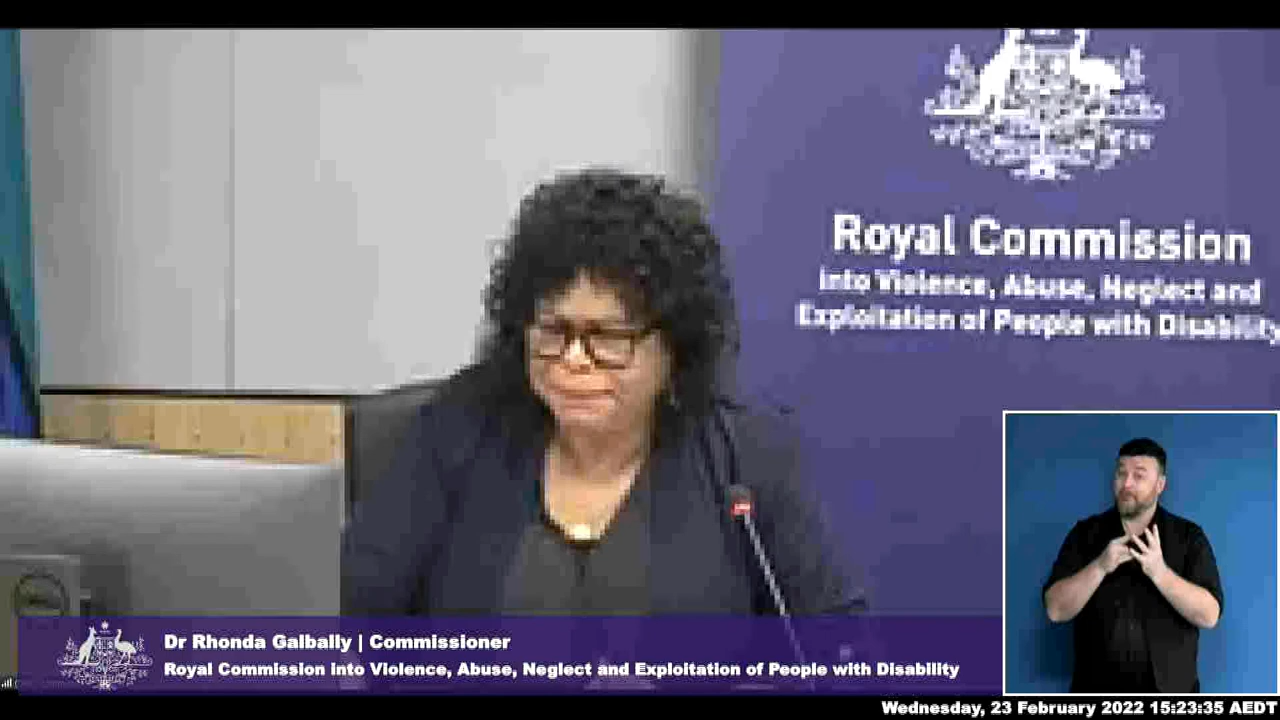 Royal Commission
into Violence, Abuse, Neglect and
Exploitation of People with Disability
Dr Rhonda Galbally | Commissioner
Royal Commission into Violence, Abuse, Neglect and Exploitation of People with Disability
Wednesday, 23 February 2022 15:23:35 AEDT